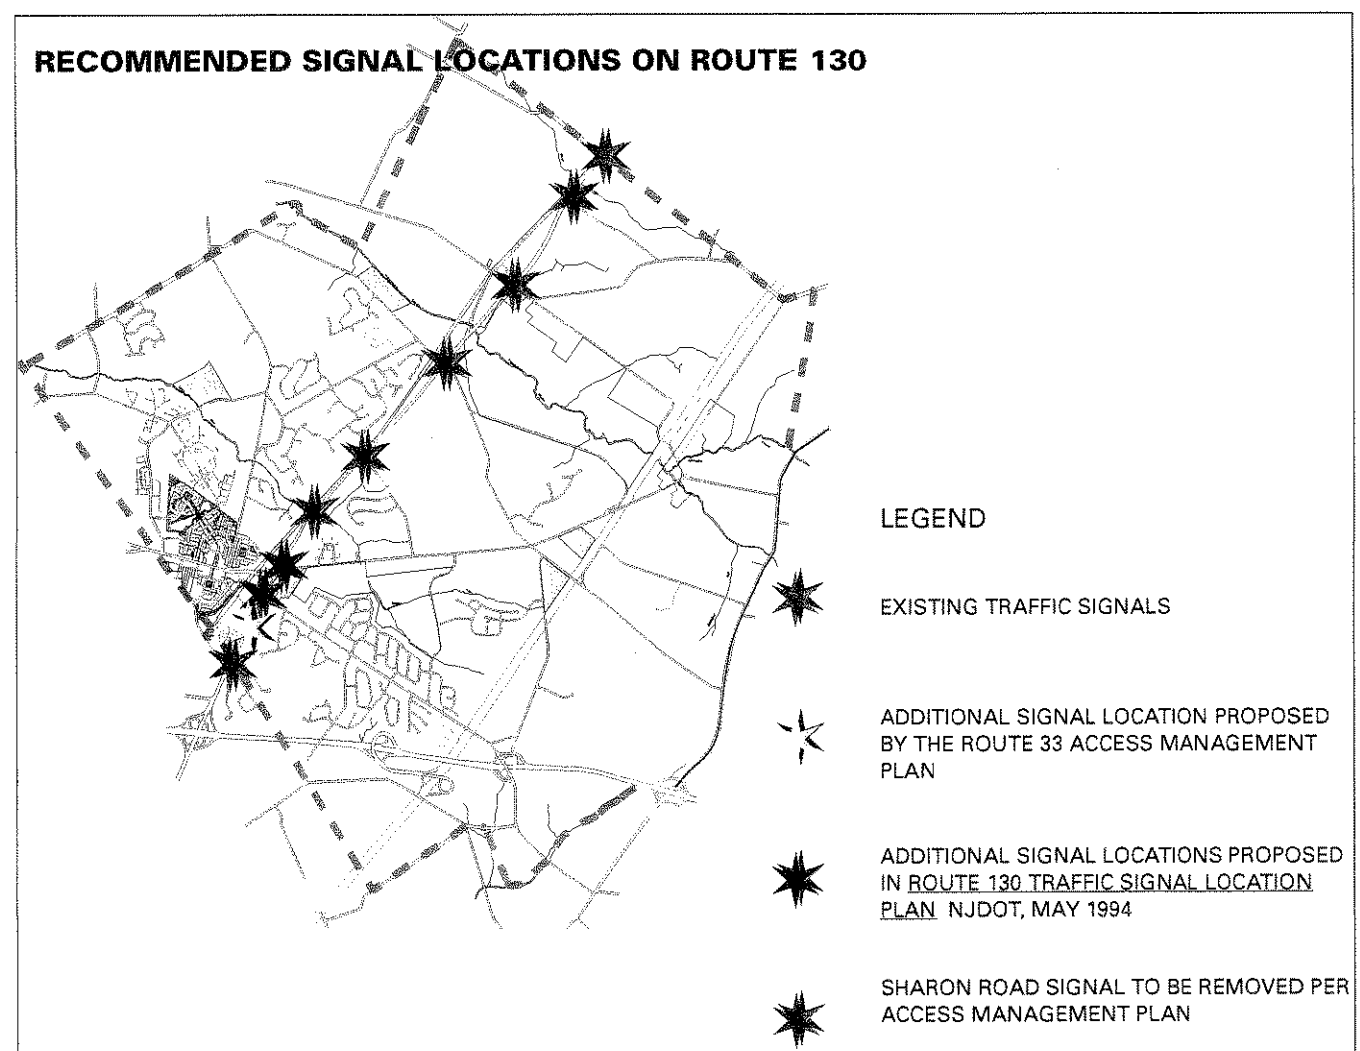 RECOMMENDED SIGNAL LOCATIONS ON ROUTE 130
LEGEND
EXISTING TRAFFIC SIGNALS
ADDITIONAL SIGNAL LOCATION PROPOSED
BY THE ROUTE 33 ACCESS MANAGEMENT
PLAN
ADDITIONAL SIGNAL LOCATIONS PROPOSED
IN ROUTE 130 TRAFFIC SIGNAL LOCATION
PLAN NJDOT, MAY 1994
SHARON ROAD SIGNAL TO BE REMOVED PER
ACCESS MANAGEMENT PLAN